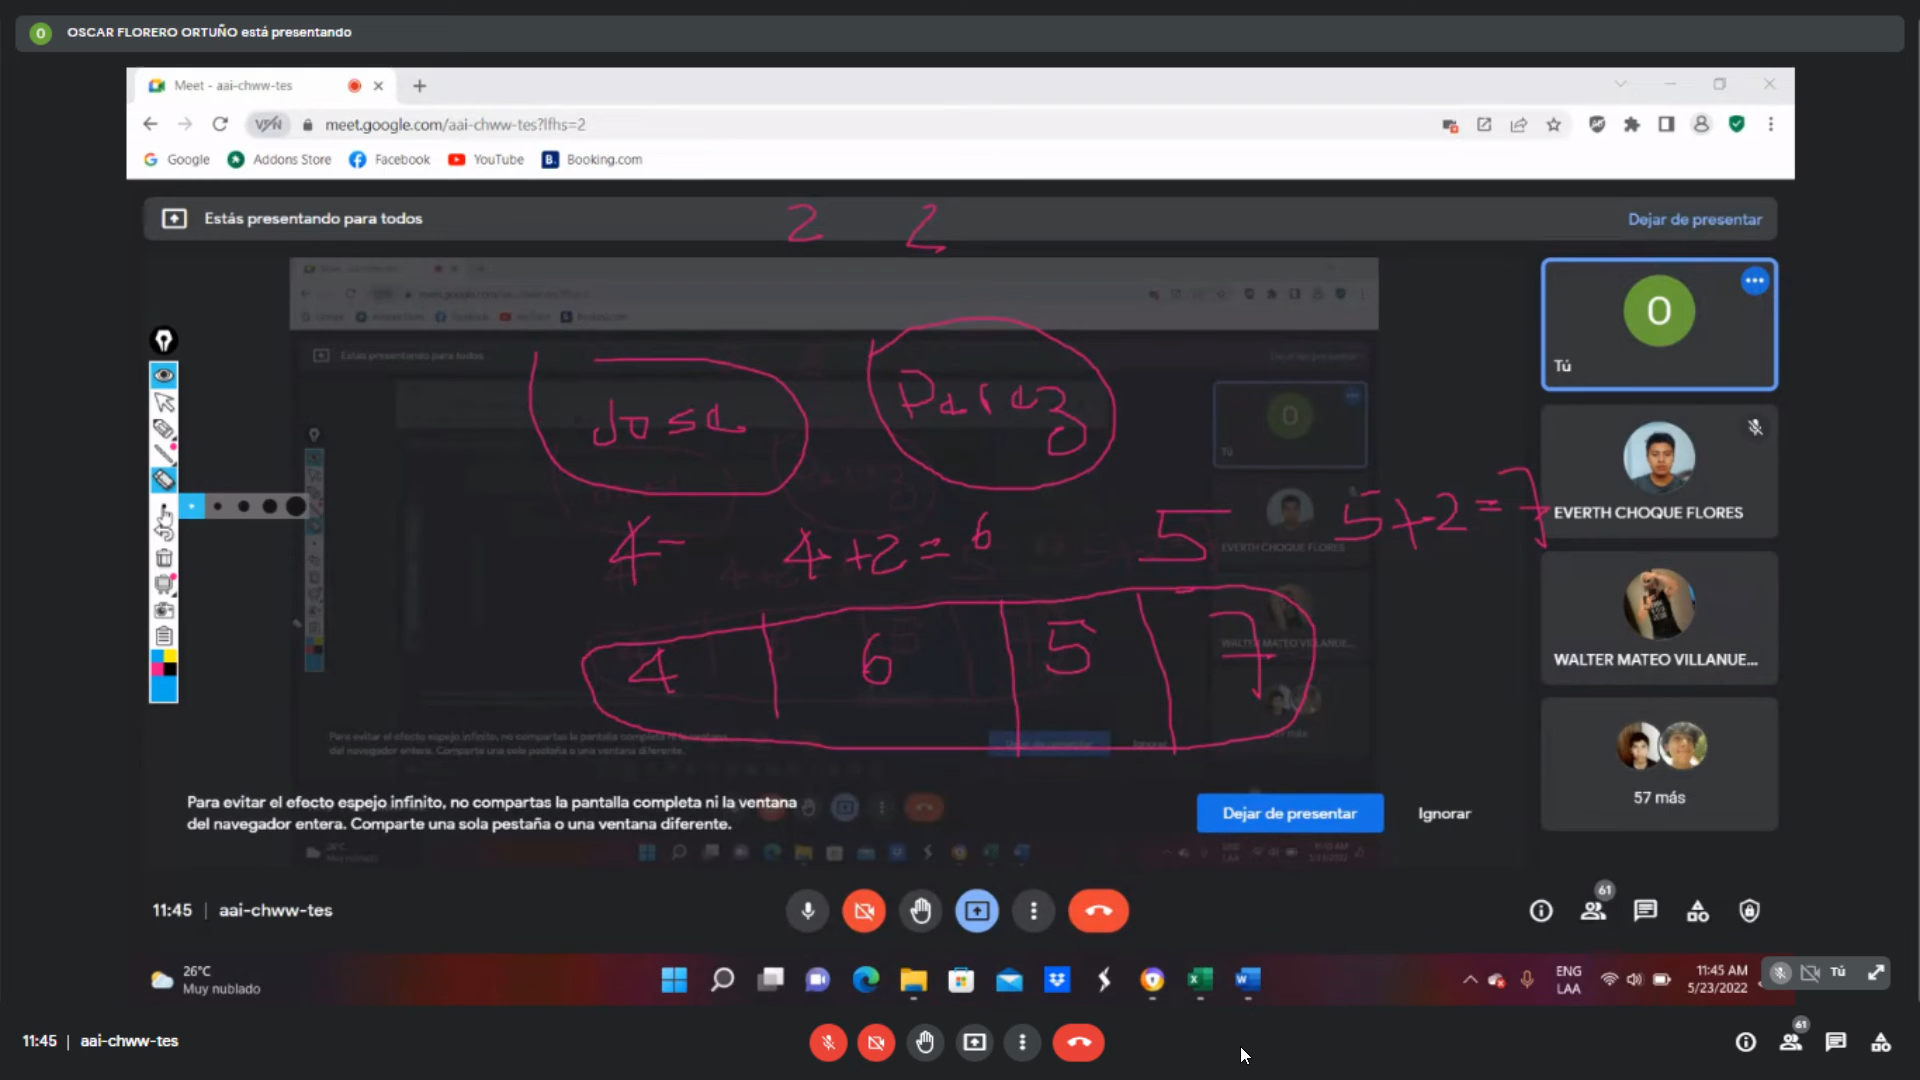 OSCAR FLORERO ORTUÑO está presentando
Meet - aai-chww-tes
VPN meet.google.com/aai-chww-tes?lfhs=2
Google Addons Store Facebook YouTube B. Booking.com
Estás presentando para todos
2 2
Dejar de presentar
O
Tú
Josa
Paraz
EVERTH CHOQUE FLORES
4 4+2=6 5 5+2=7
4 6 5 7
WALTER MATEO VILLANUE...
57 más
Para evitar el efecto espejo infinito, no compartas la pantalla completa ni la ventana
del navegador entera. Comparte una sola pestaña o una ventana diferente.
Dejar de presentar Ignorar
11:45 | aai-chww-tes
61
26°C
Muy nublado
ENG
LAA
11:45 AM
5/23/2022
Tú
11:45 | aai-chww-tes
61